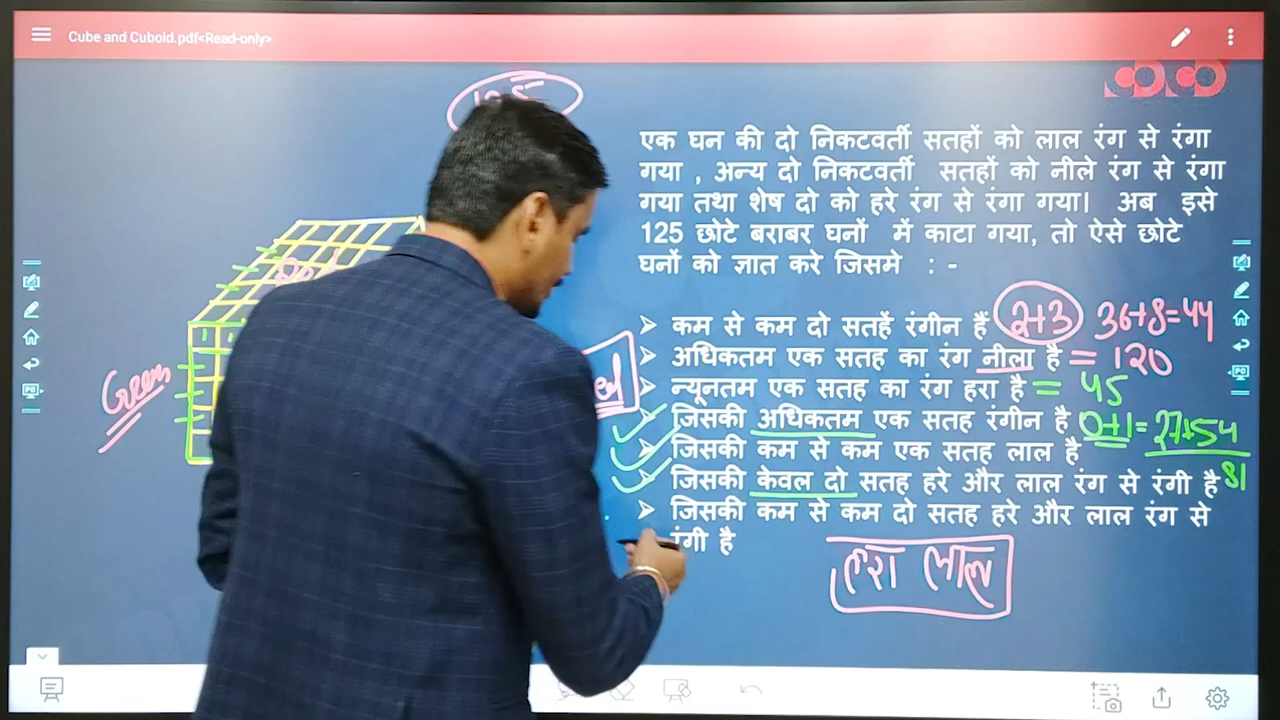 Cube and Cuboid.pdf<Read-only>
एक घन की दो निकटवर्ती सतहों को लाल रंग से रंगा
गया , अन्य दो निकटवर्ती सतहों को नीले रंग से रंगा
गया तथा शेष दो को हरे रंग से रंगा गया। अब इसे
125 छोटे बराबर घनों में काटा गया, तो ऐसे छोटे
घनों को ज्ञात करे जिसमे : -
➤ कम से कम दो सतहें रंगीन हैं 2+3 36+8=44
➤ अधिकतम एक सतह का रंग नीला है = 120
➤ न्यूनतम एक सतह का रंग हरा है = 45
➤ जिसकी अधिकतम एक सतह रंगीन है 0+1=27+54
जिसकी कम से कम एक सतह लाल है
81
जिसकी केवल दो सतह हरे और लाल रंग से रंगी है
➤ जिसकी कम से कम दो सतह हरे और लाल रंग से
रंगी है
हरा लाल
Green